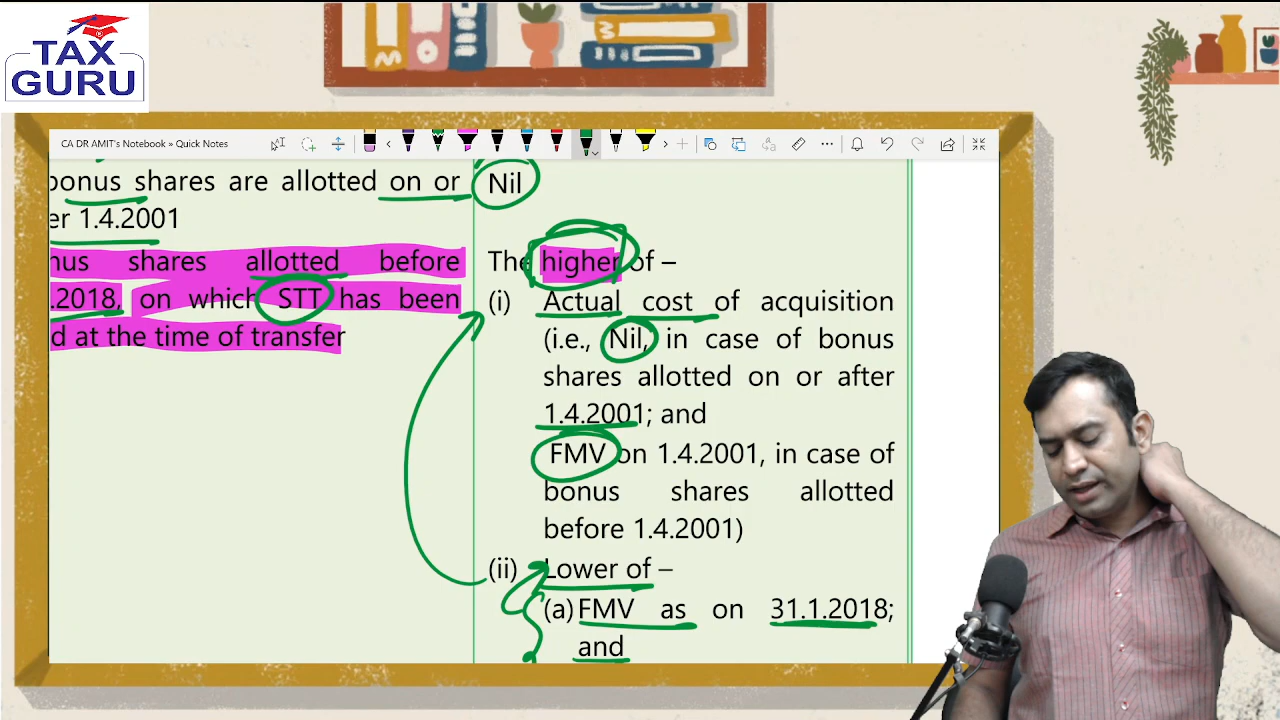 TAX
GURU
CA DR AMIT's Notebook » Quick Notes
bonus shares are allotted on or
er 1.4.2001
nus shares allotted before
.2018, on which STT has been
d at the time of transfer
Nil
The higher of –
(i) Actual cost of acquisition
(i.e., Nil, in case of bonus
shares allotted on or after
1.4.2001; and
FMV on 1.4.2001, in case of
bonus shares allotted
before 1.4.2001)
(ii) Lower of –
(a) FMV as on 31.1.2018;
and